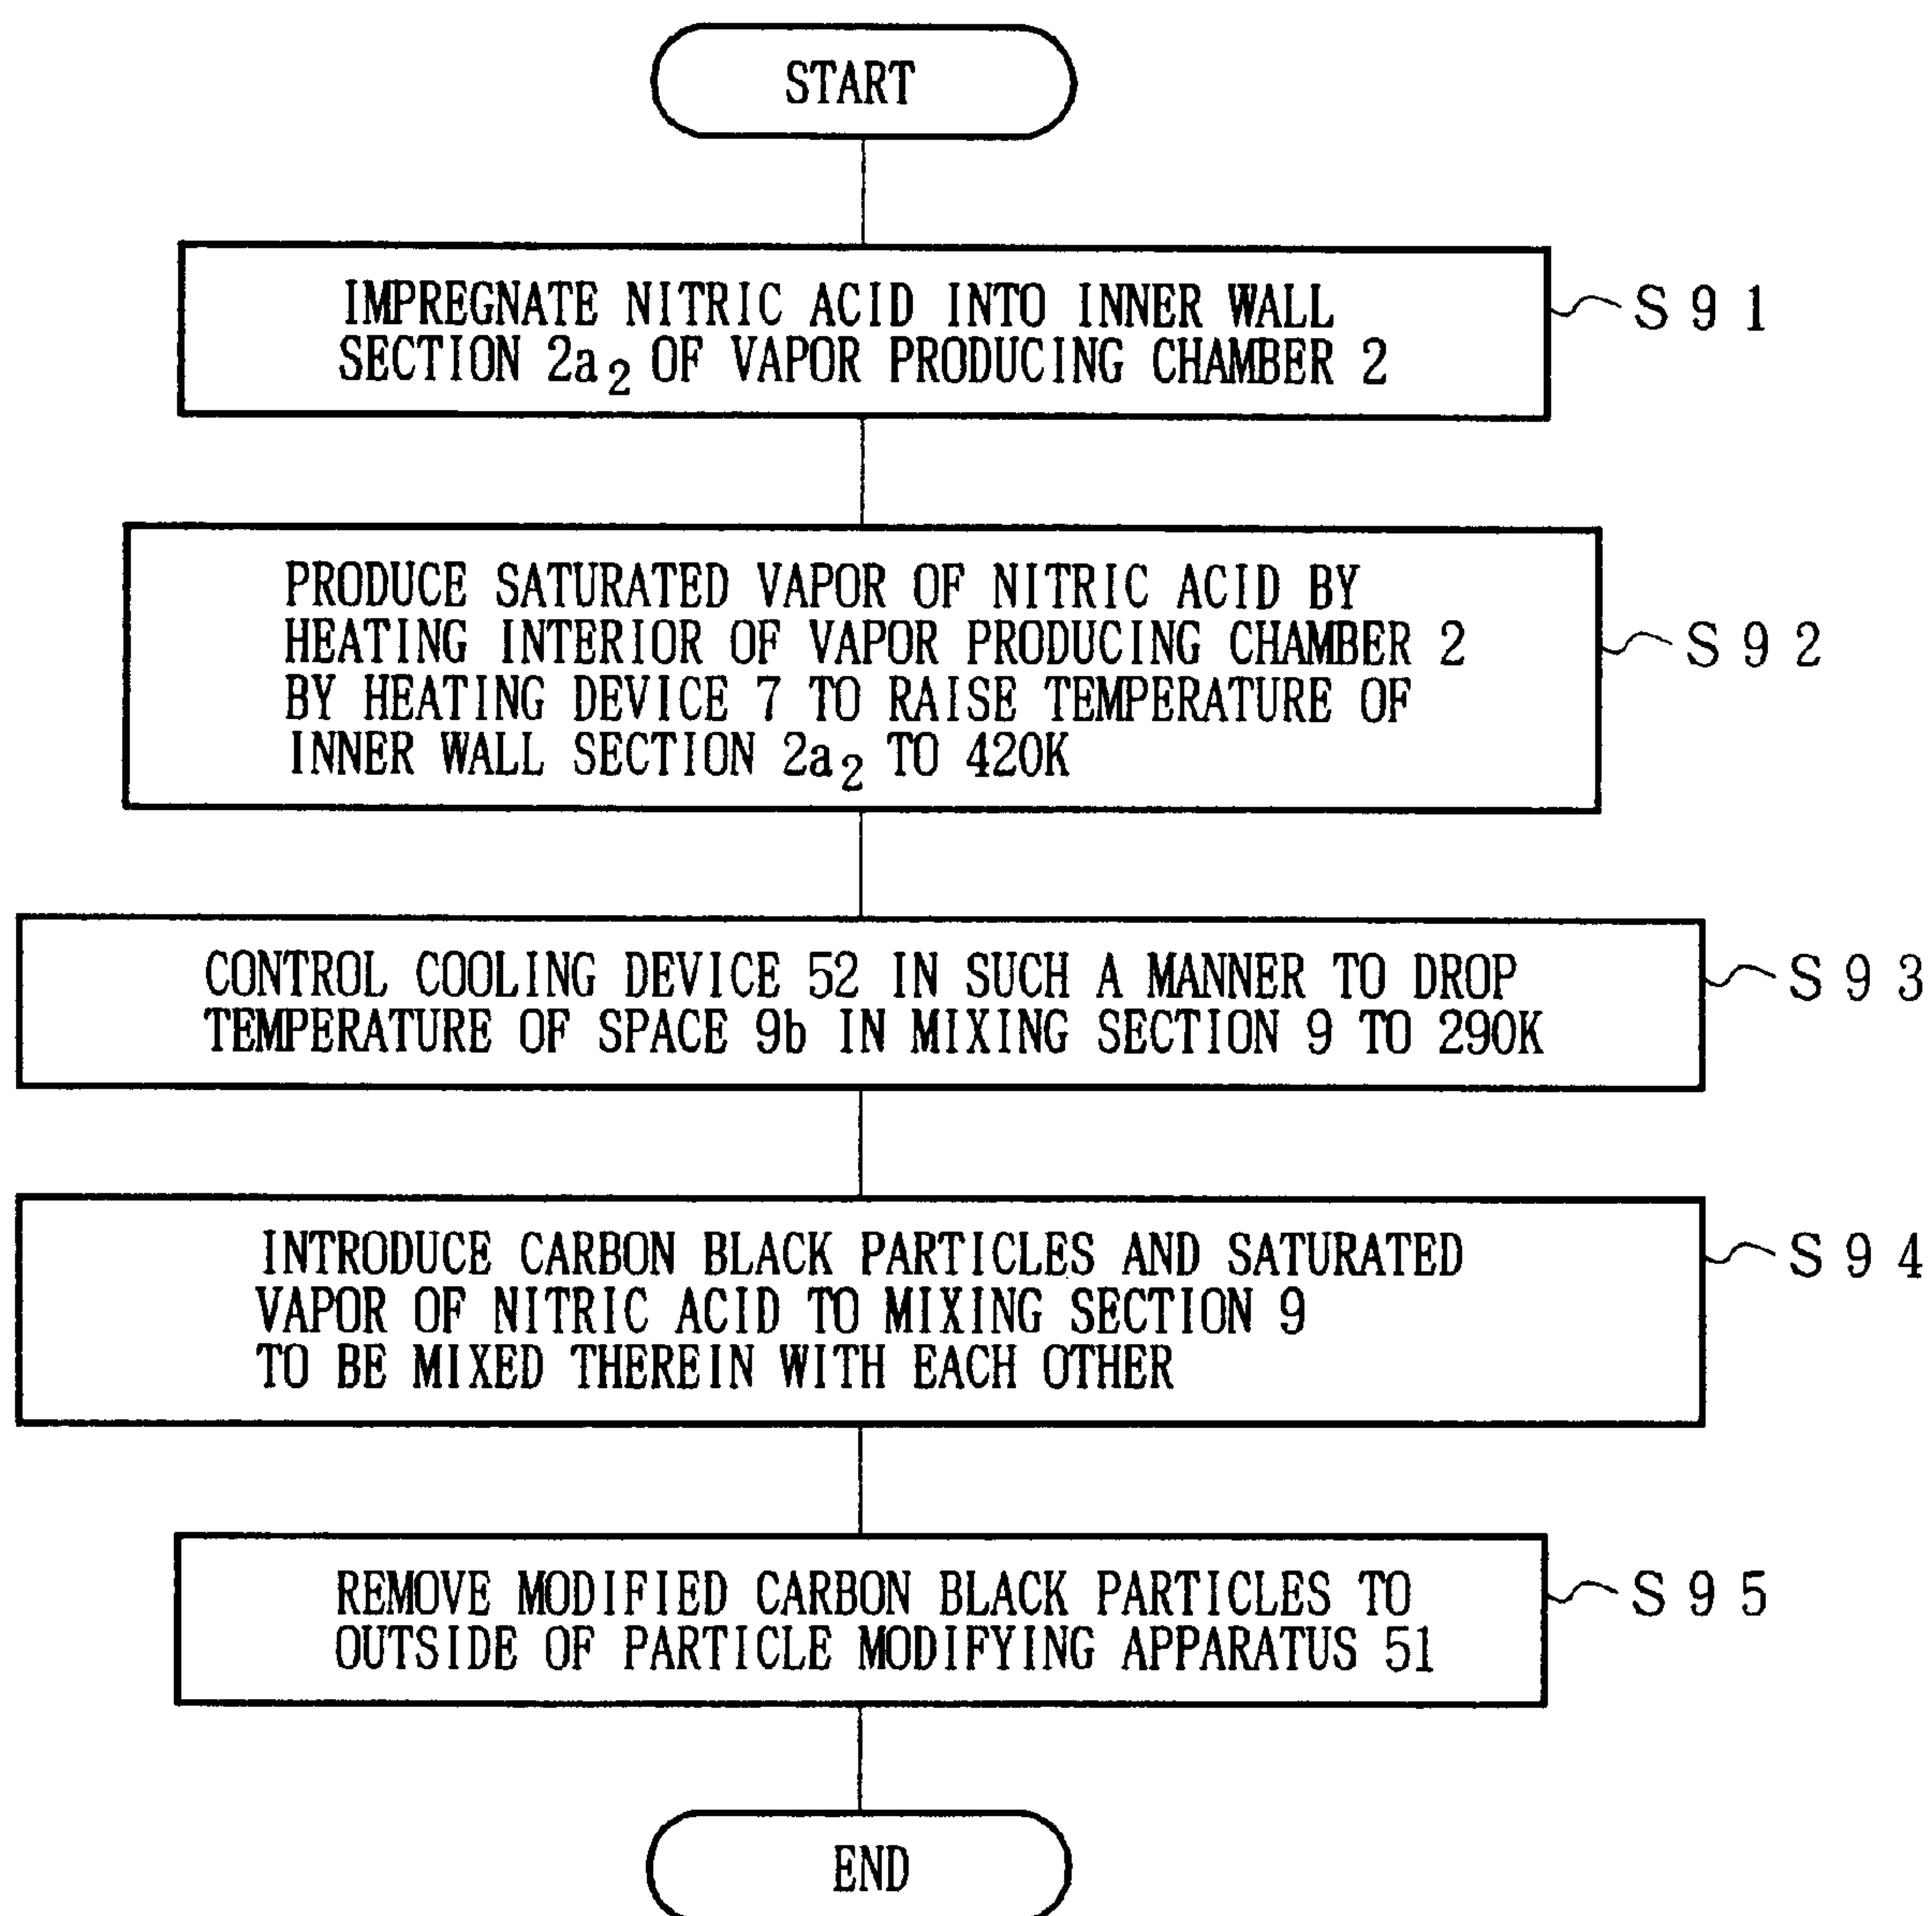 START
IMPREGNATE NITRIC ACID INTO INNER WALL
SECTION 2a₂ OF VAPOR PRODUCING CHAMBER 2
S91
PRODUCE SATURATED VAPOR OF NITRIC ACID BY
HEATING INTERIOR OF VAPOR PRODUCING CHAMBER 2
BY HEATING DEVICE 7 TO RAISE TEMPERATURE OF
INNER WALL SECTION 2a₂ TO 420K
S92
CONTROL COOLING DEVICE 52 IN SUCH A MANNER TO DROP
TEMPERATURE OF SPACE 9b IN MIXING SECTION 9 TO 290K
S93
INTRODUCE CARBON BLACK PARTICLES AND SATURATED
VAPOR OF NITRIC ACID TO MIXING SECTION 9
TO BE MIXED THEREIN WITH EACH OTHER
S94
REMOVE MODIFIED CARBON BLACK PARTICLES TO
OUTSIDE OF PARTICLE MODIFYING APPARATUS 51
S95
END